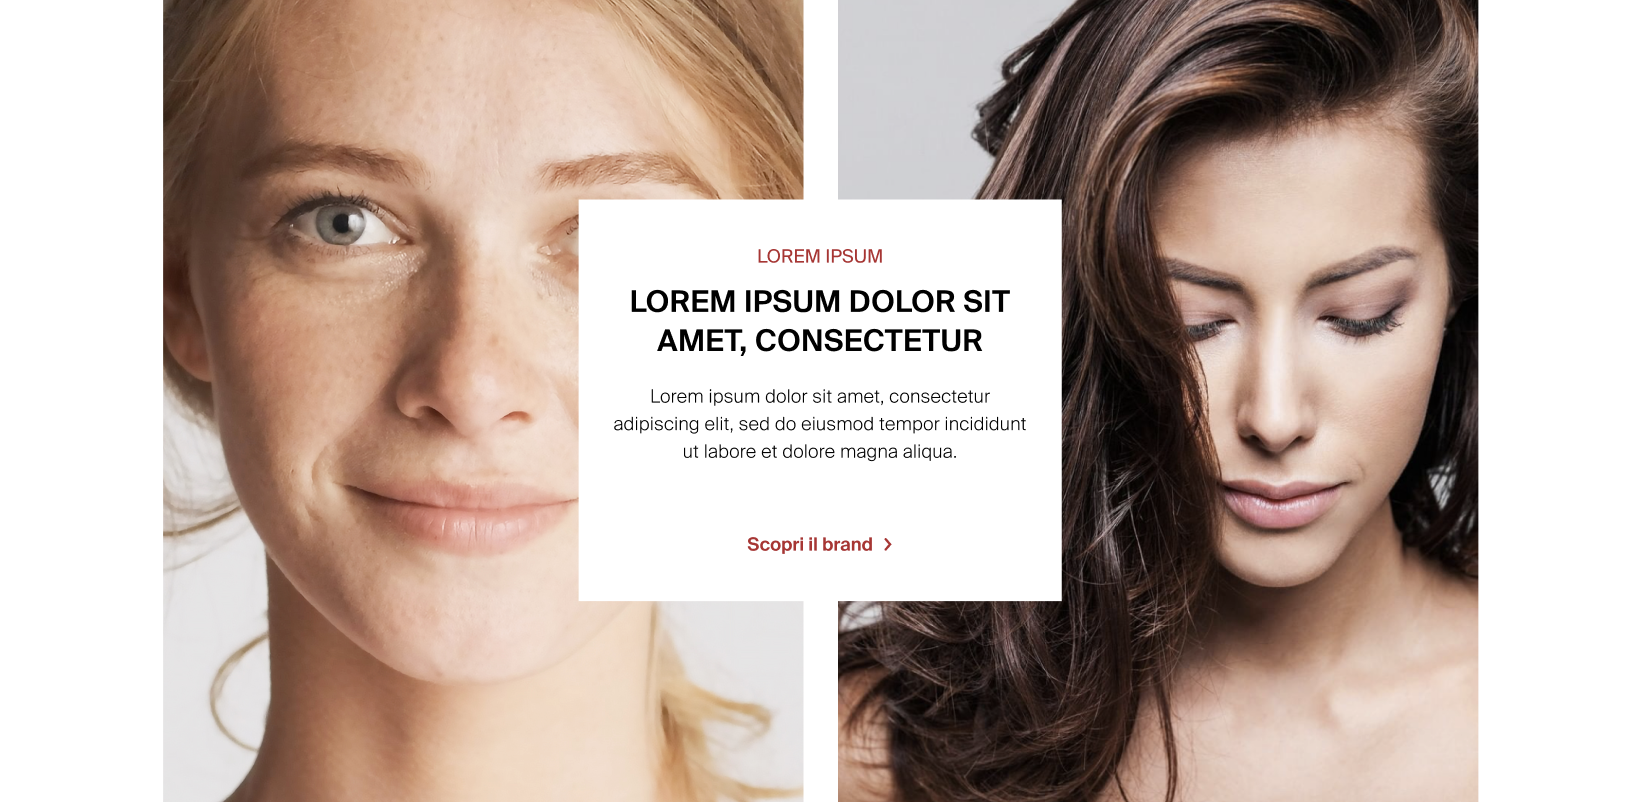 LOREM IPSUM
LOREM IPSUM DOLOR SIT
AMET, CONSECTETUR
Lorem ipsum dolor sit amet, consectetur
adipiscing elit, sed do eiusmod tempor incididunt
ut labore et dolore magna aliqua.
Scopri il brand